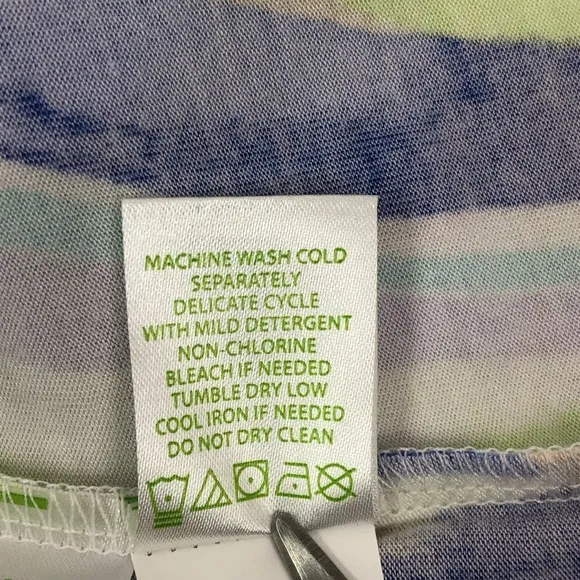 MACHINE WASH COLD
SEPARATELY
DELICATE CYCLE
WITH MILD DETERGENT
NON-CHLORINE
BLEACH IF NEEDED
TUMBLE DRY LOW
COOL IRON IF NEEDED
DO NOT DRY CLEAN